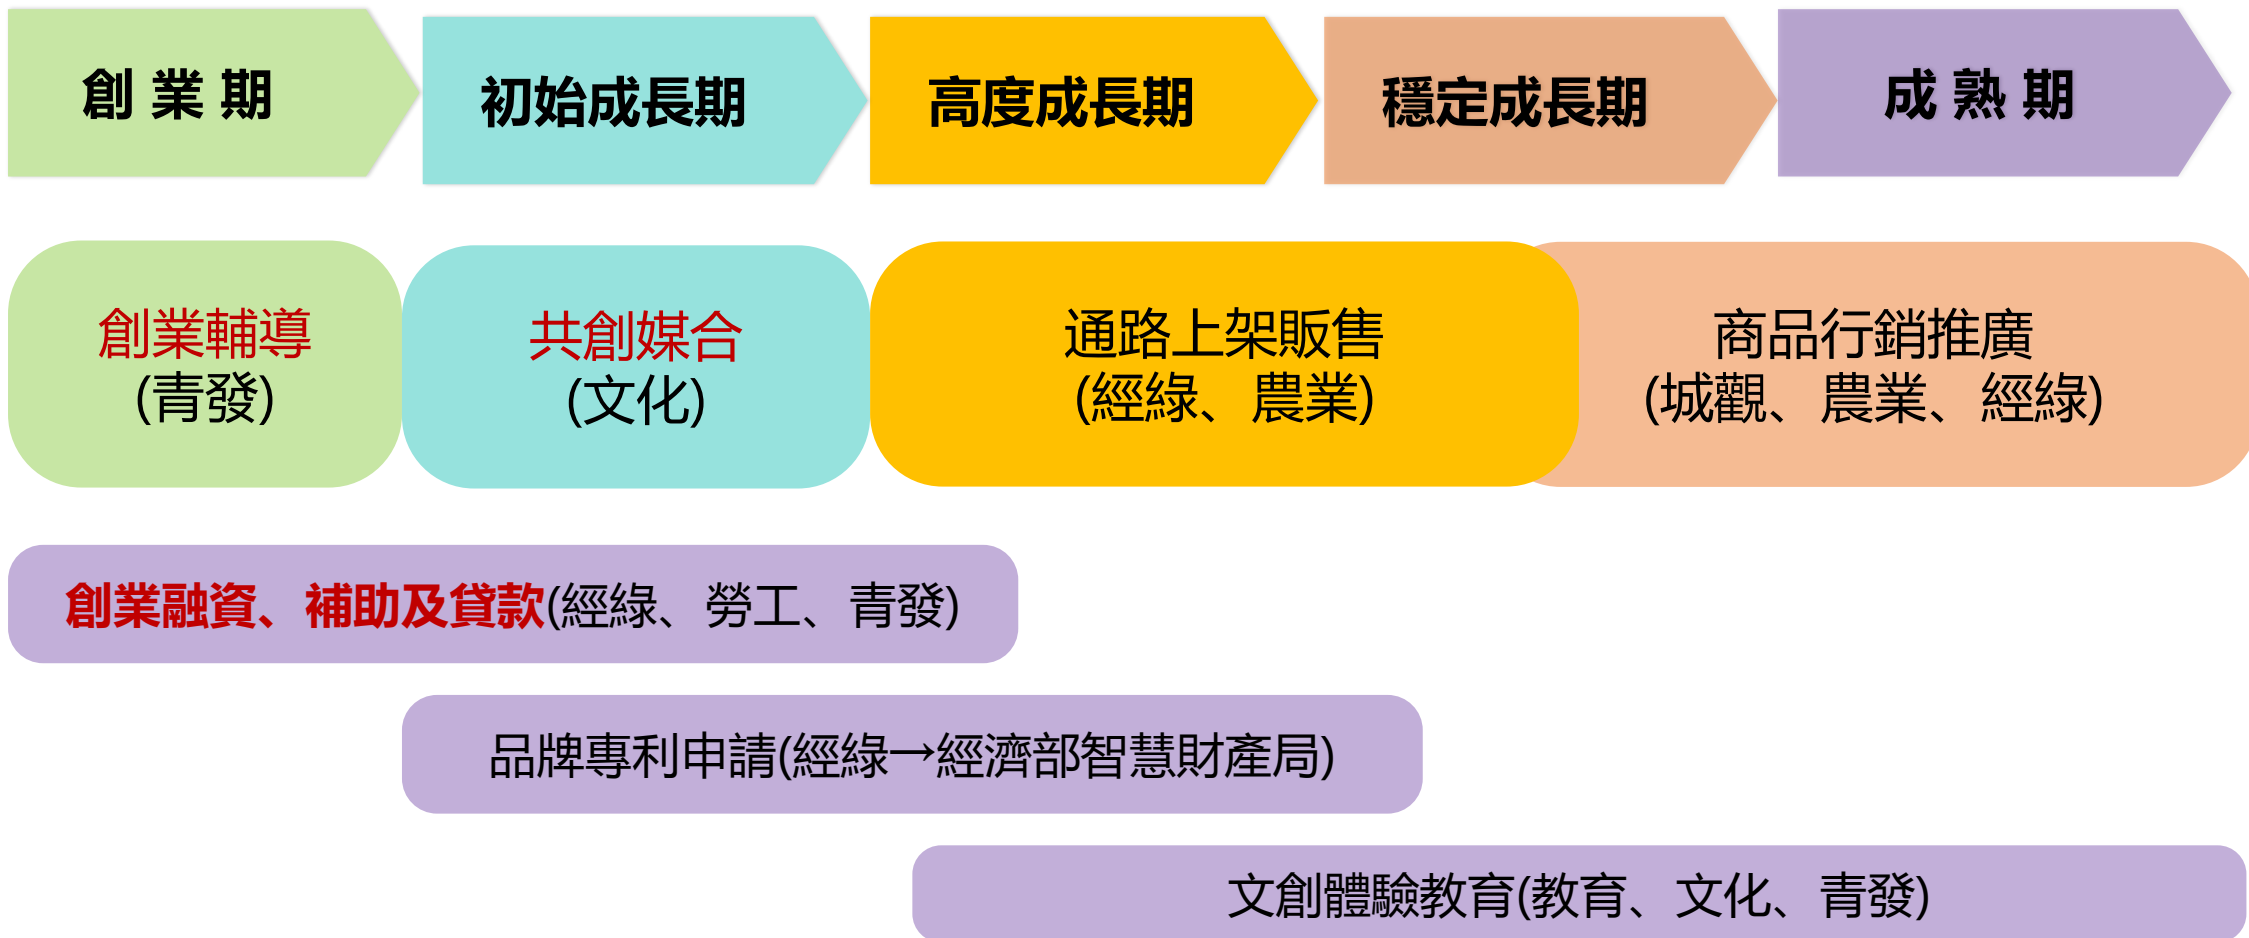 創 業 期
初始成長期
高度成長期
穩定成長期
成 熟 期
創業輔導
(青發)
共創媒合
(文化)
通路上架販售
(經綠、農業)
商品行銷推廣
(城觀、農業、經綠)
創業融資、補助及貸款(經綠、勞工、青發)
品牌專利申請(經綠→經濟部智慧財產局)
文創體驗教育(教育、文化、青發)